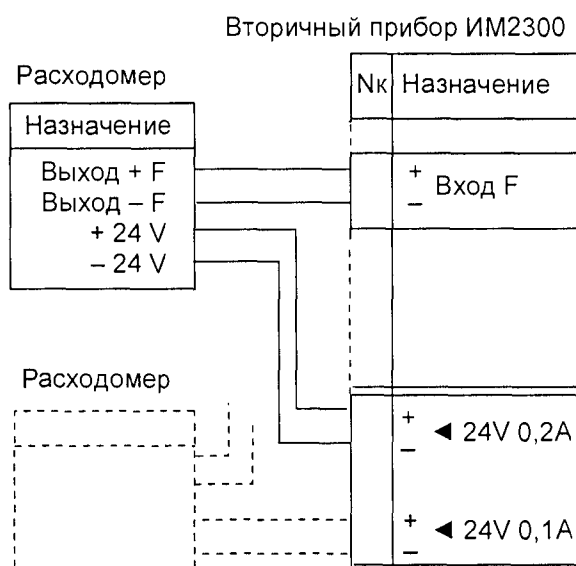 Вторичный прибор ИМ2300
Расходомер
Назначение
Выход + F
Выход – F
+ 24 V
– 24 V
Nк Назначение
+
– Вход F
Расходомер
+
– ◄ 24V 0,2A
+
– ◄ 24V 0,1A